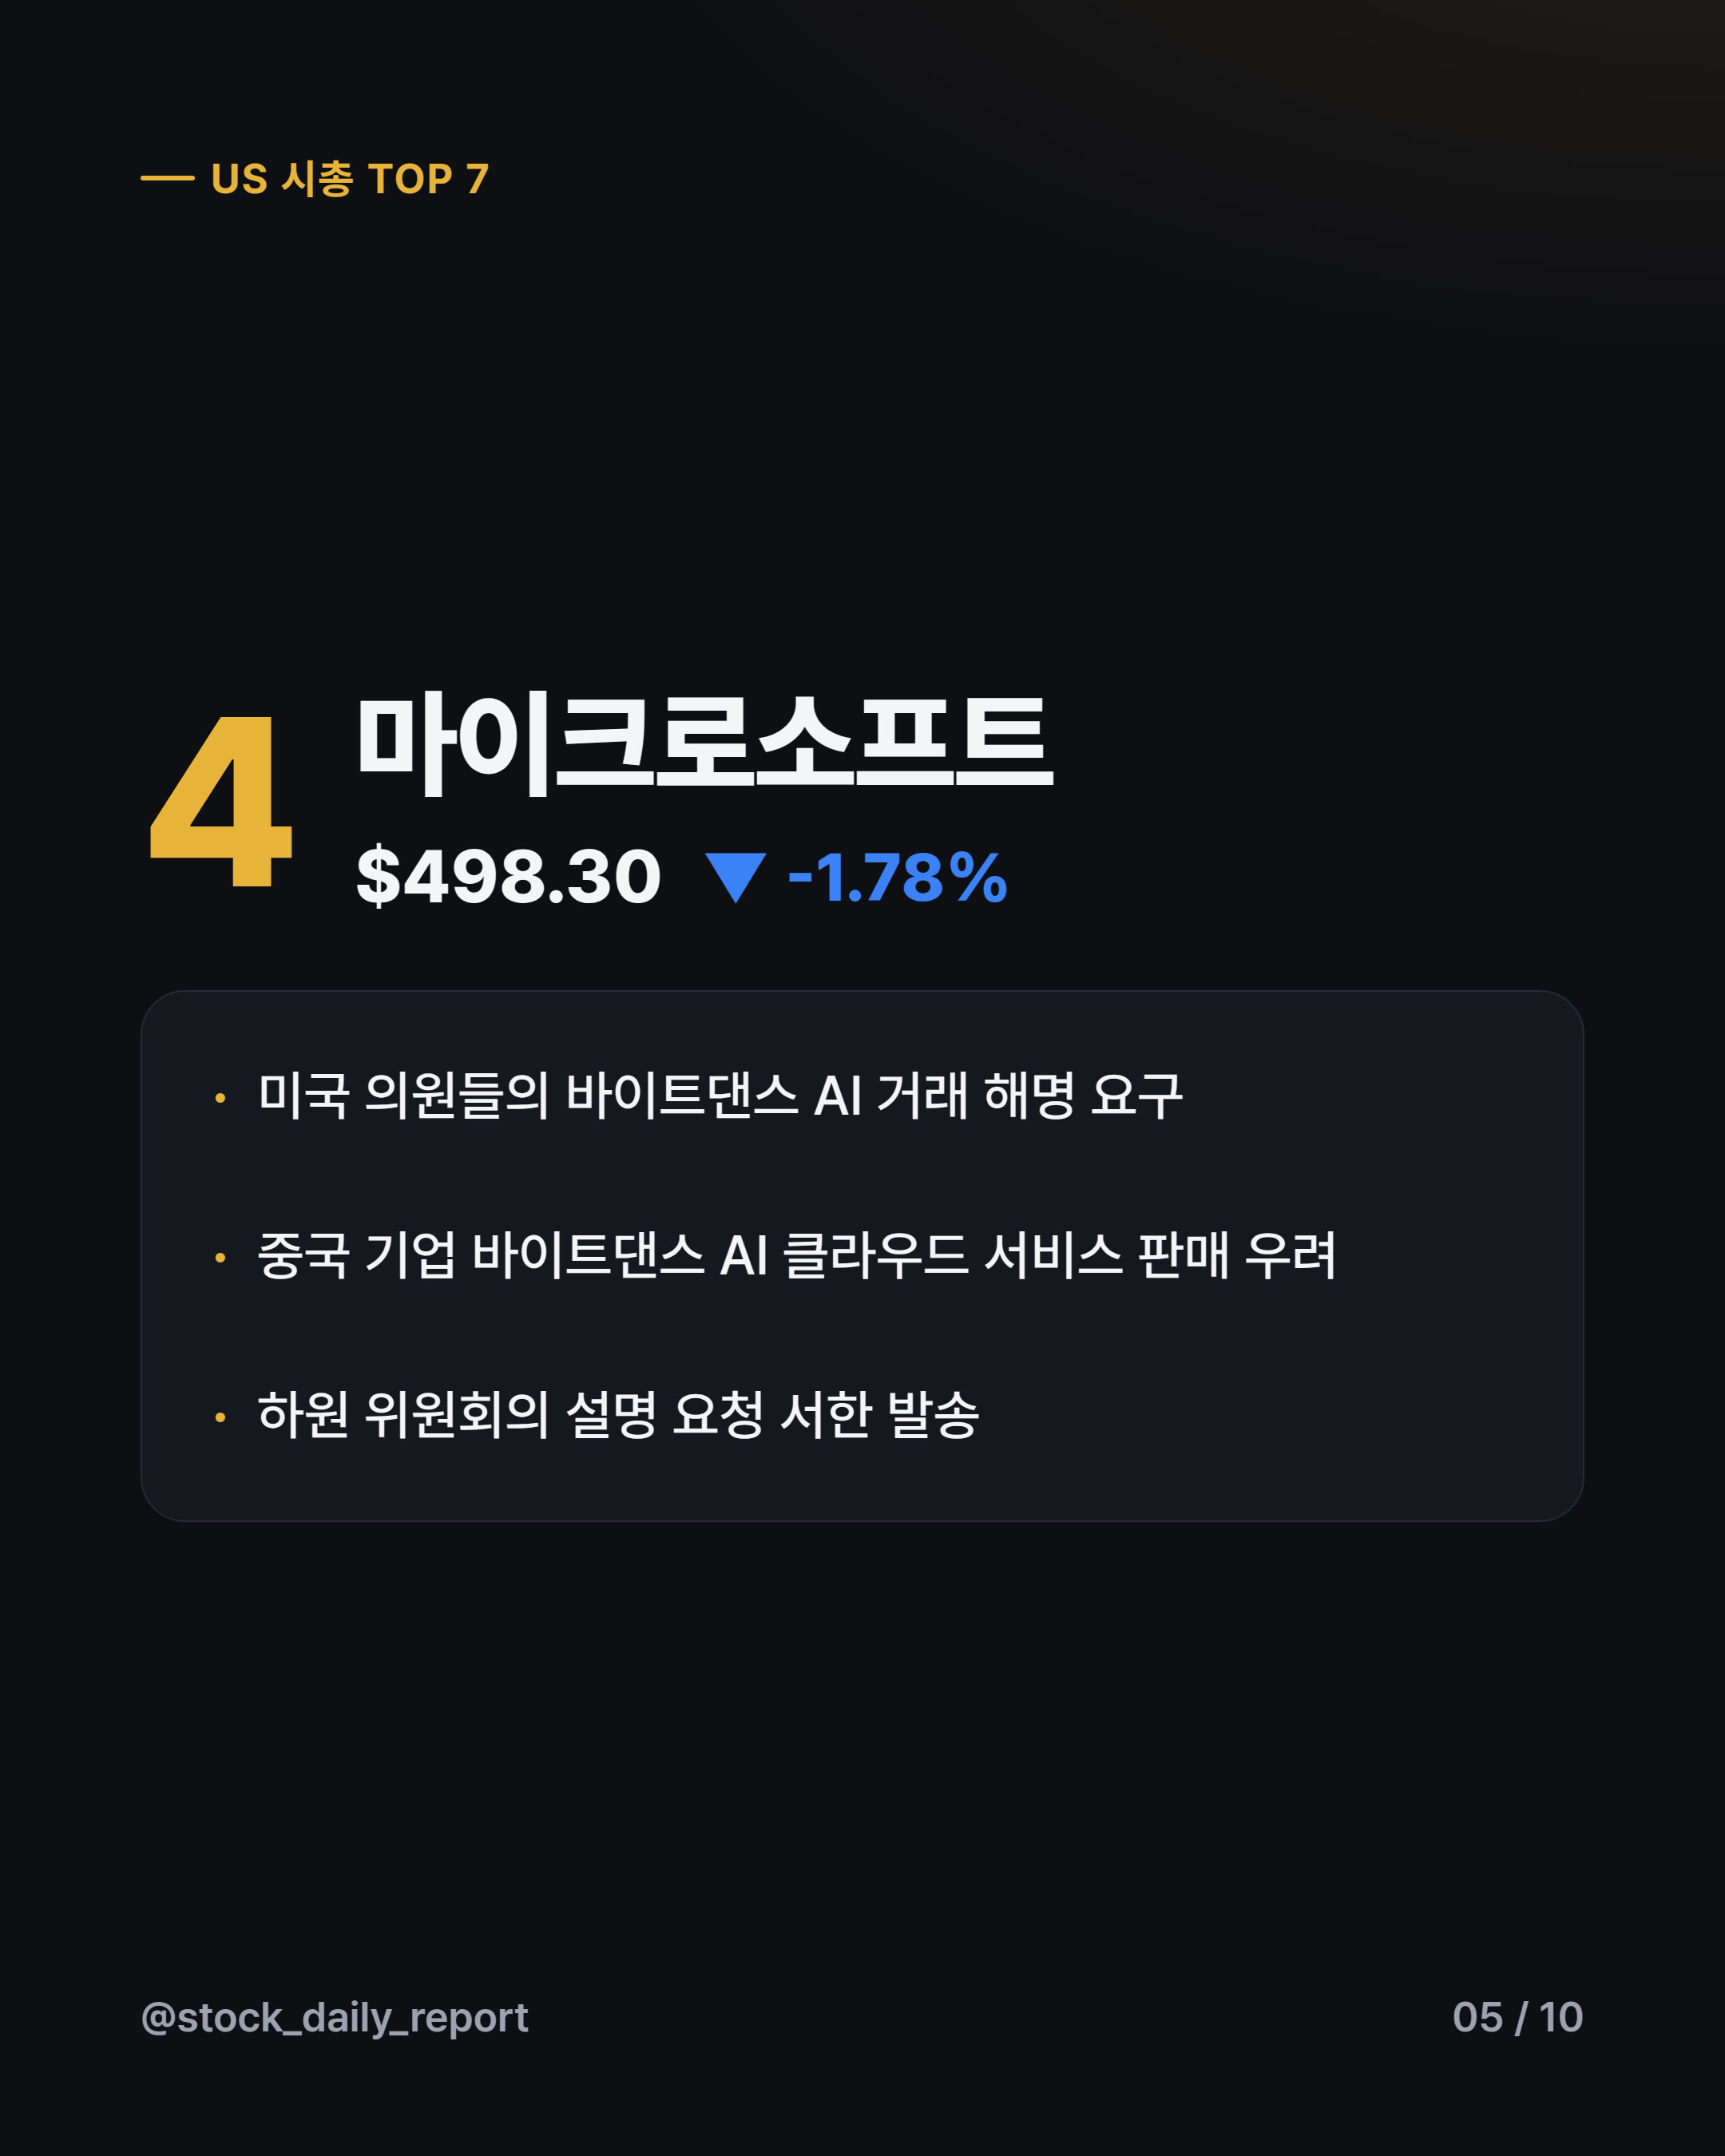 US 시총 TOP 7
4
마이크로소프트
$498.30 ▼ -1.78%
• 미국 의원들의 바이트댄스 AI 거래 해명 요구
• 중국 기업 바이트댄스 AI 클라우드 서비스 판매 우려
• 하원 위원회의 설명 요청 서한 발송
@stock_daily_report
05 / 10